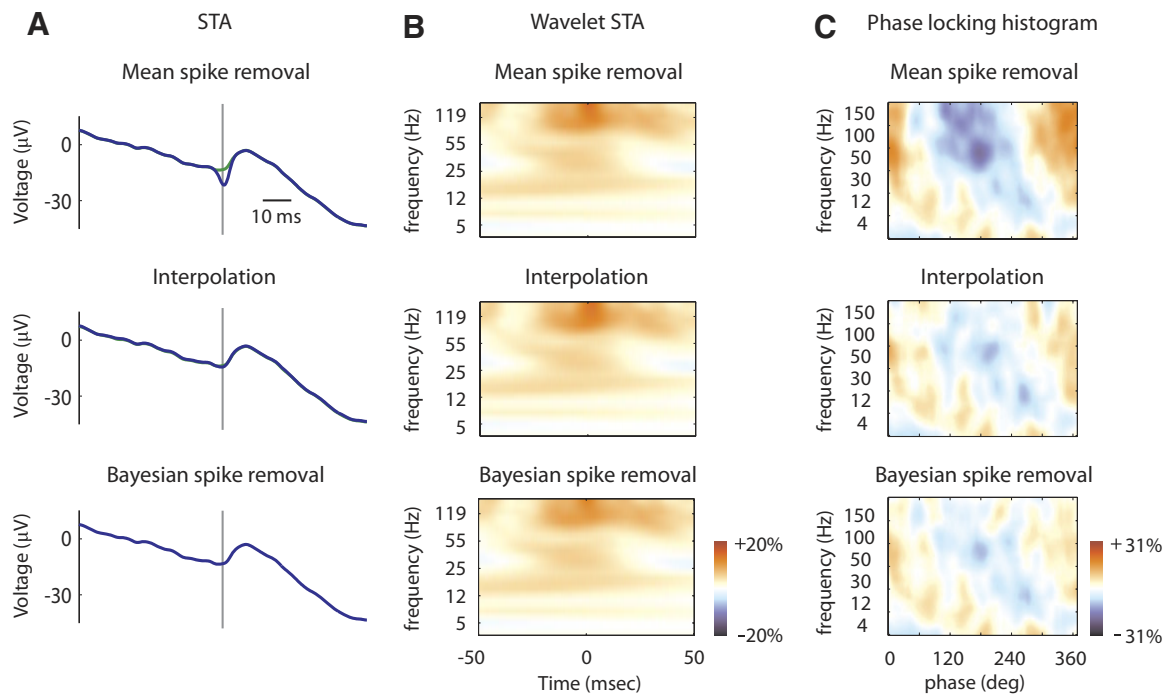 A
STA
Mean spike removal
Voltage (µV)
0
-30
10 ms
Interpolation
Voltage (µV)
0
-30
Bayesian spike removal
Voltage (µV)
0
-30
B
Wavelet STA
Mean spike removal
frequency (Hz)
119
55
25
12
5
Interpolation
frequency (Hz)
119
55
25
12
5
Bayesian spike removal
frequency (Hz)
119
55
25
12
5
-50
0
50
Time (msec)
+20%
−20%
C
Phase locking histogram
Mean spike removal
frequency (Hz)
150
100
50
30
12
4
Interpolation
frequency (Hz)
150
100
50
30
12
4
Bayesian spike removal
frequency (Hz)
150
100
50
30
12
4
0
120
240
360
phase (deg)
+31%
−31%